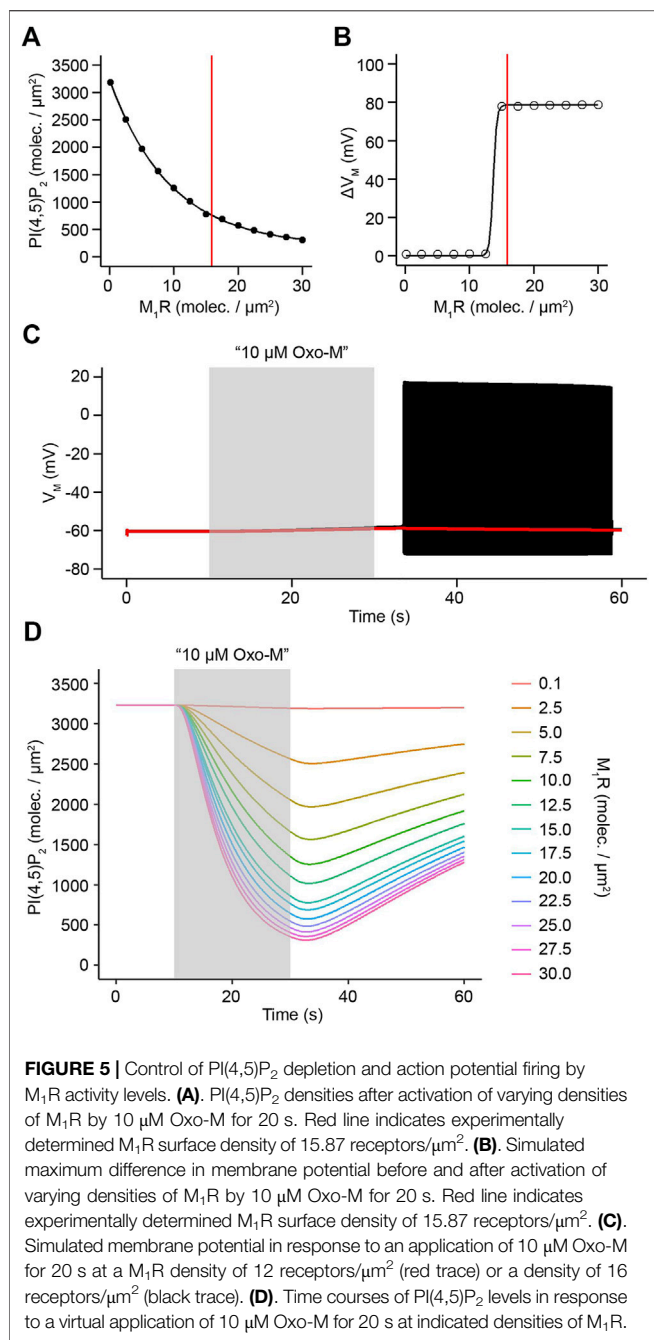 A
3500
3000
2500
2000
1500
1000
500
0
PI(4,5)P₂ (molec. / μm²)
0 10 20 30
M₁R (molec. / μm²)
B
100
80
60
40
20
0
ΔV_M (mV)
0 10 20 30
M₁R (molec. / μm²)
C
"10 μM Oxo-M"
20
0
-20
-40
-60
-80
V_M (mV)
0 20 40 60
Time (s)
D
"10 μM Oxo-M"
3500
3000
2500
2000
1500
1000
500
0
PI(4,5)P₂ (molec. / μm²)
0 20 40 60
Time (s)
0.1
2.5
5.0
7.5
10.0
12.5
15.0
17.5
20.0
22.5
25.0
27.5
30.0
M₁R (molec. / μm²)
FIGURE 5 | Control of PI(4,5)P₂ depletion and action potential firing by
M₁R activity levels. (A). PI(4,5)P₂ densities after activation of varying densities
of M₁R by 10 μM Oxo-M for 20 s. Red line indicates experimentally
determined M₁R surface density of 15.87 receptors/μm². (B). Simulated
maximum difference in membrane potential before and after activation of
varying densities of M₁R by 10 μM Oxo-M for 20 s. Red line indicates
experimentally determined M₁R surface density of 15.87 receptors/μm². (C).
Simulated membrane potential in response to an application of 10 μM Oxo-M
for 20 s at a M₁R density of 12 receptors/μm² (red trace) or a density of 16
receptors/μm² (black trace). (D). Time courses of PI(4,5)P₂ levels in response
to a virtual application of 10 μM Oxo-M for 20 s at indicated densities of M₁R.